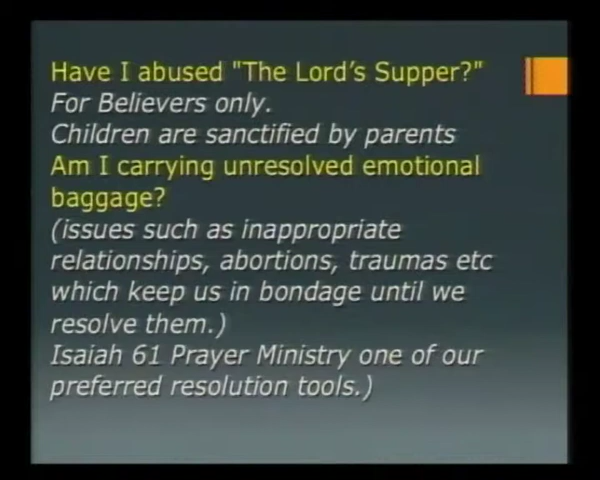 Have I abused "The Lord's Supper?"
For Believers only.
Children are sanctified by parents
Am I carrying unresolved emotional
baggage?
(issues such as inappropriate
relationships, abortions, traumas etc
which keep us in bondage until we
resolve them.)
Isaiah 61 Prayer Ministry one of our
preferred resolution tools.)